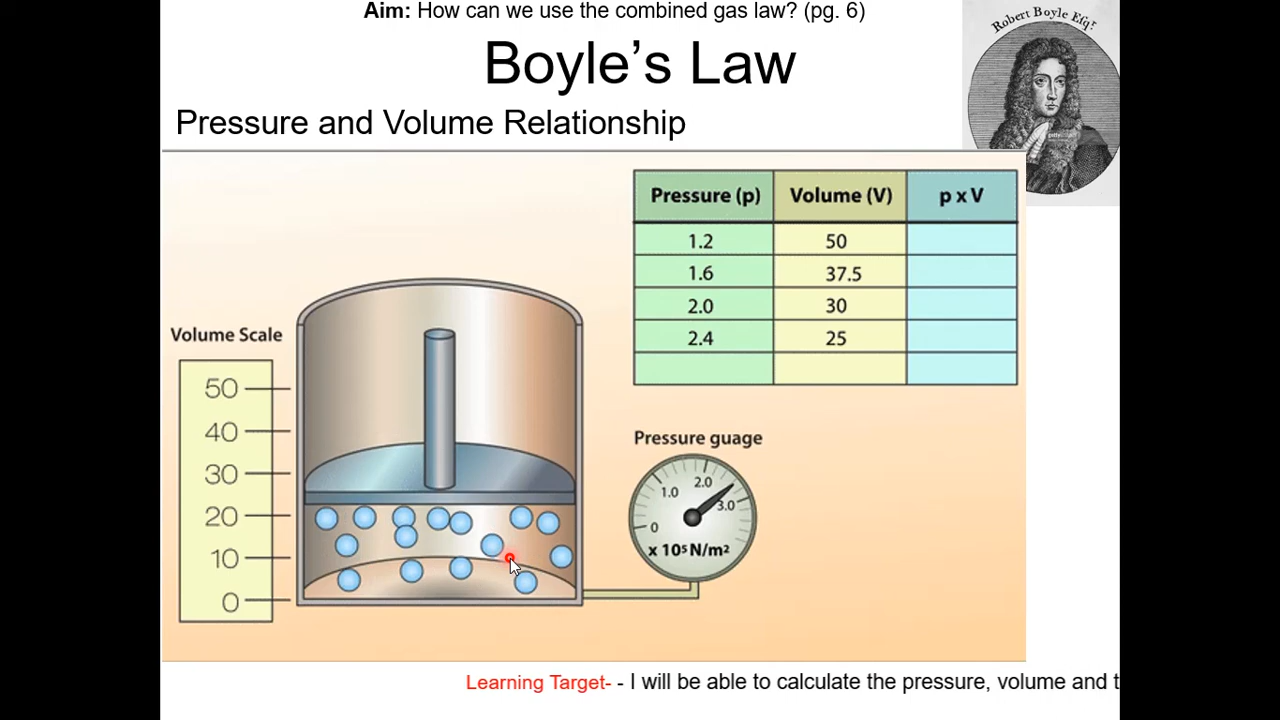 Aim: How can we use the combined gas law? (pg. 6)
Robert Boyle Esqr
Boyle’s Law
Pressure and Volume Relationship
Pressure (p) Volume (V) p x V
1.2 50
1.6 37.5
2.0 30
2.4 25
Volume Scale
50
40
30
20
10
0
Pressure guage
0 1.0 2.0 3.0
x 10⁵ N/m²
Learning Target- - I will be able to calculate the pressure, volume and t